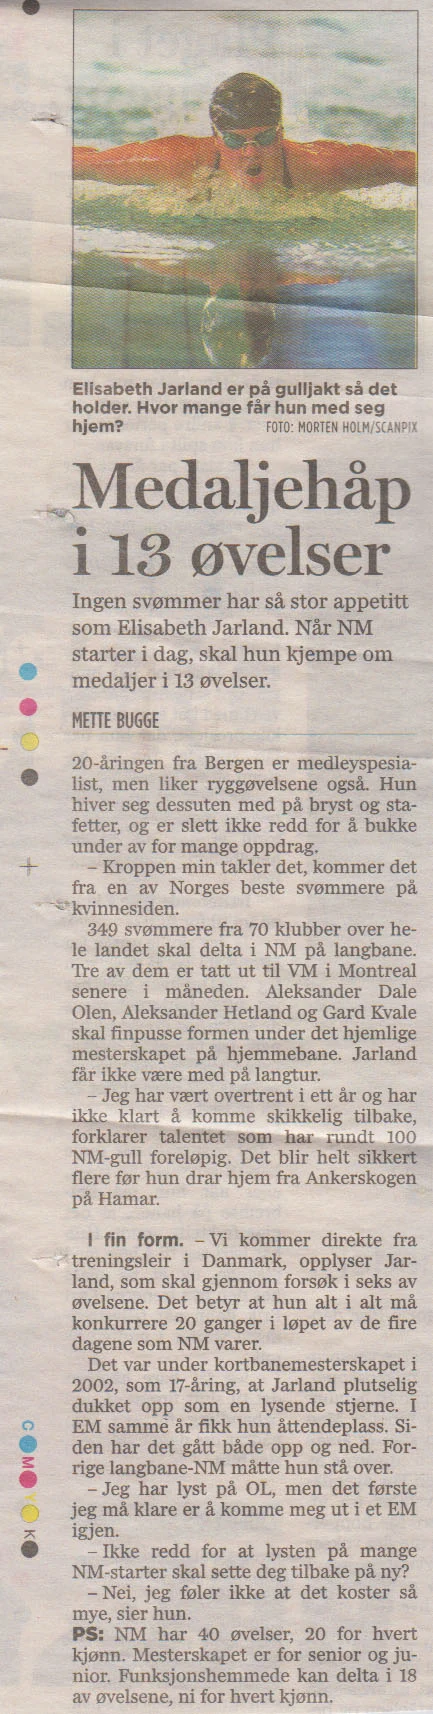 Elisabeth Jarland er på gulljakt så det
holder. Hvor mange får hun med seg
hjem?
FOTO: MORTEN HOLM/SCANPIX
Medaljehåp
i 13 øvelser
Ingen svømmer har så stor appetitt
som Elisabeth Jarland. Når NM
starter i dag, skal hun kjempe om
medaljer i 13 øvelser.
METTE BUGGE
20-åringen fra Bergen er medleyspesia-
list, men liker ryggøvelsene også. Hun
hiver seg dessuten med på bryst og sta-
fetter, og er slett ikke redd for å bukke
under av for mange oppdrag.
– Kroppen min takler det, kommer det
fra en av Norges beste svømmere på
kvinnesiden.
349 svømmere fra 70 klubber over he-
le landet skal delta i NM på langbane.
Tre av dem er tatt ut til VM i Montreal
senere i måneden. Aleksander Dale
Olen, Aleksander Hetland og Gard Kvale
skal finpusse formen under det hjemlige
mesterskapet på hjemmebane. Jarland
får ikke være med på langtur.
– Jeg har vært overtrent i ett år og har
ikke klart å komme skikkelig tilbake,
forklarer talentet som har rundt 100
NM-gull foreløpig. Det blir helt sikkert
flere før hun drar hjem fra Ankerskogen
på Hamar.
I fin form. – Vi kommer direkte fra
treningsleir i Danmark, opplyser Jar-
land, som skal gjennom forsøk i seks av
øvelsene. Det betyr at hun alt i alt må
konkurrere 20 ganger i løpet av de fire
dagene som NM varer.
Det var under kortbanemesterskapet i
2002, som 17-åring, at Jarland plutselig
dukket opp som en lysende stjerne. I
EM samme år fikk hun åttendeplass. Si-
den har det gått både opp og ned. For-
rige langbane-NM måtte hun stå over.
– Jeg har lyst på OL, men det første
jeg må klare er å komme meg ut i et EM
igjen.
– Ikke redd for at lysten på mange
NM-starter skal sette deg tilbake på ny?
– Nei, jeg føler ikke at det koster så
mye, sier hun.
PS: NM har 40 øvelser, 20 for hvert
kjønn. Mesterskapet er for senior og ju-
nior. Funksjonshemmede kan delta i 18
av øvelsene, ni for hvert kjønn.
C
M
Y
K